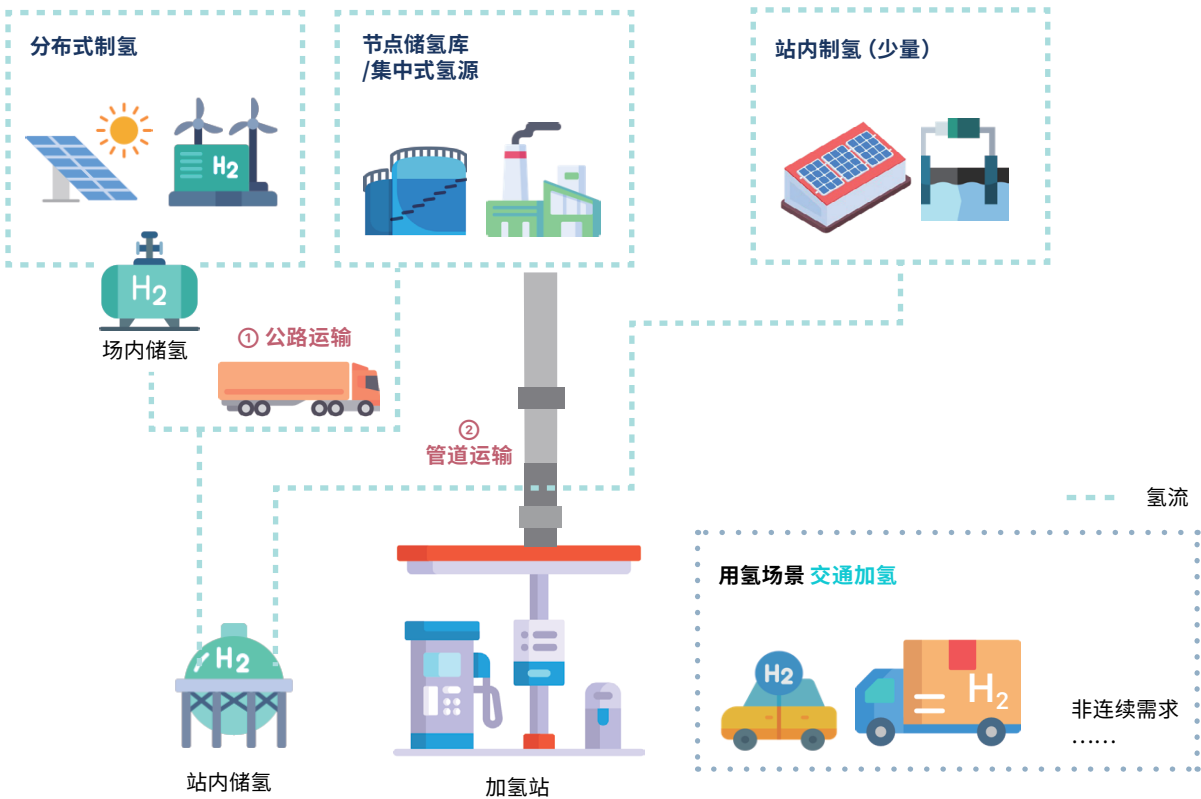 分布式制氢
节点储氢库
/集中式氢源
站内制氢（少量）
H2
H2
场内储氢
① 公路运输
②
管道运输
氢流
用氢场景 交通加氢
H2
H2
H2
非连续需求
……
站内储氢
加氢站